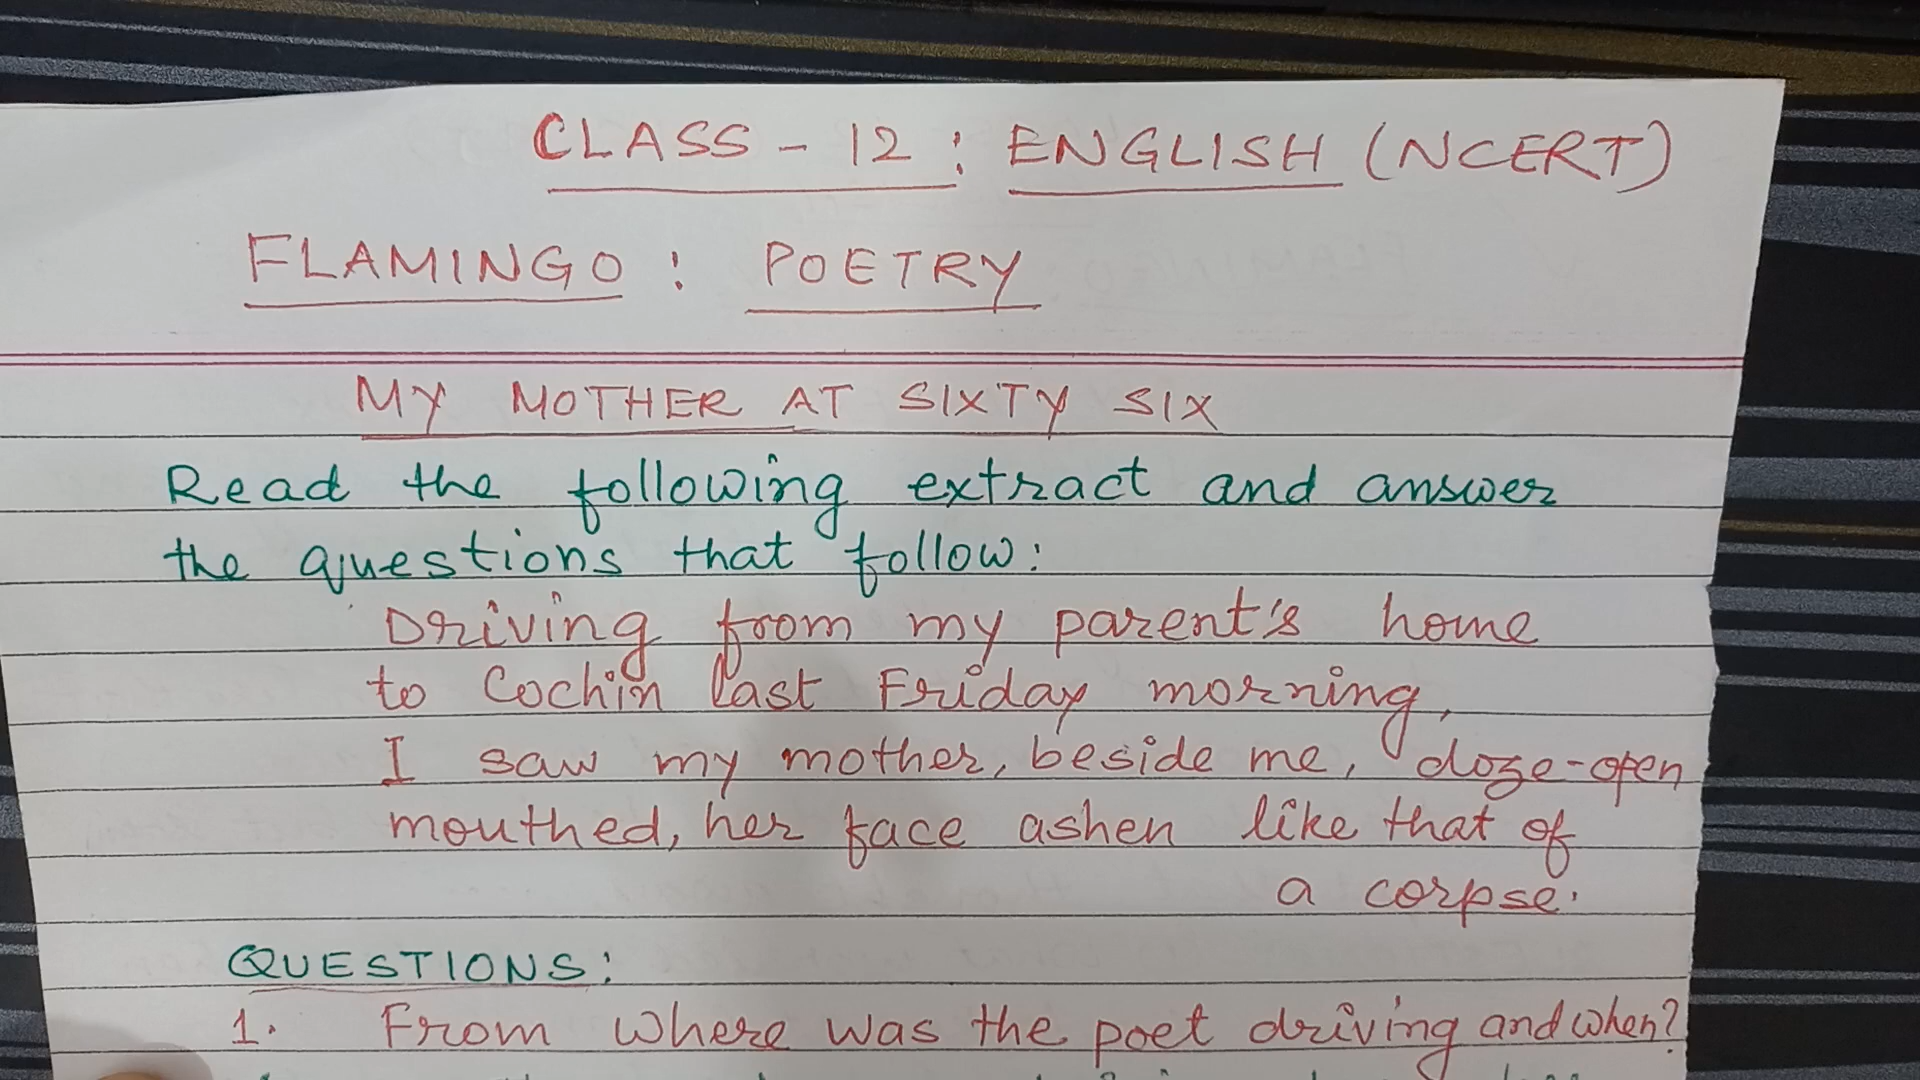 CLASS - 12 : ENGLISH (NCERT)
FLAMINGO : POETRY
MY MOTHER AT SIXTY SIX
Read the following extract and answer
the questions that follow:
Driving from my parent's home
to Cochin last Friday morning,
I saw my mother, beside me, doze-open
mouthed, her face ashen like that of
a corpse.
QUESTIONS:
1. From where was the poet driving and when?